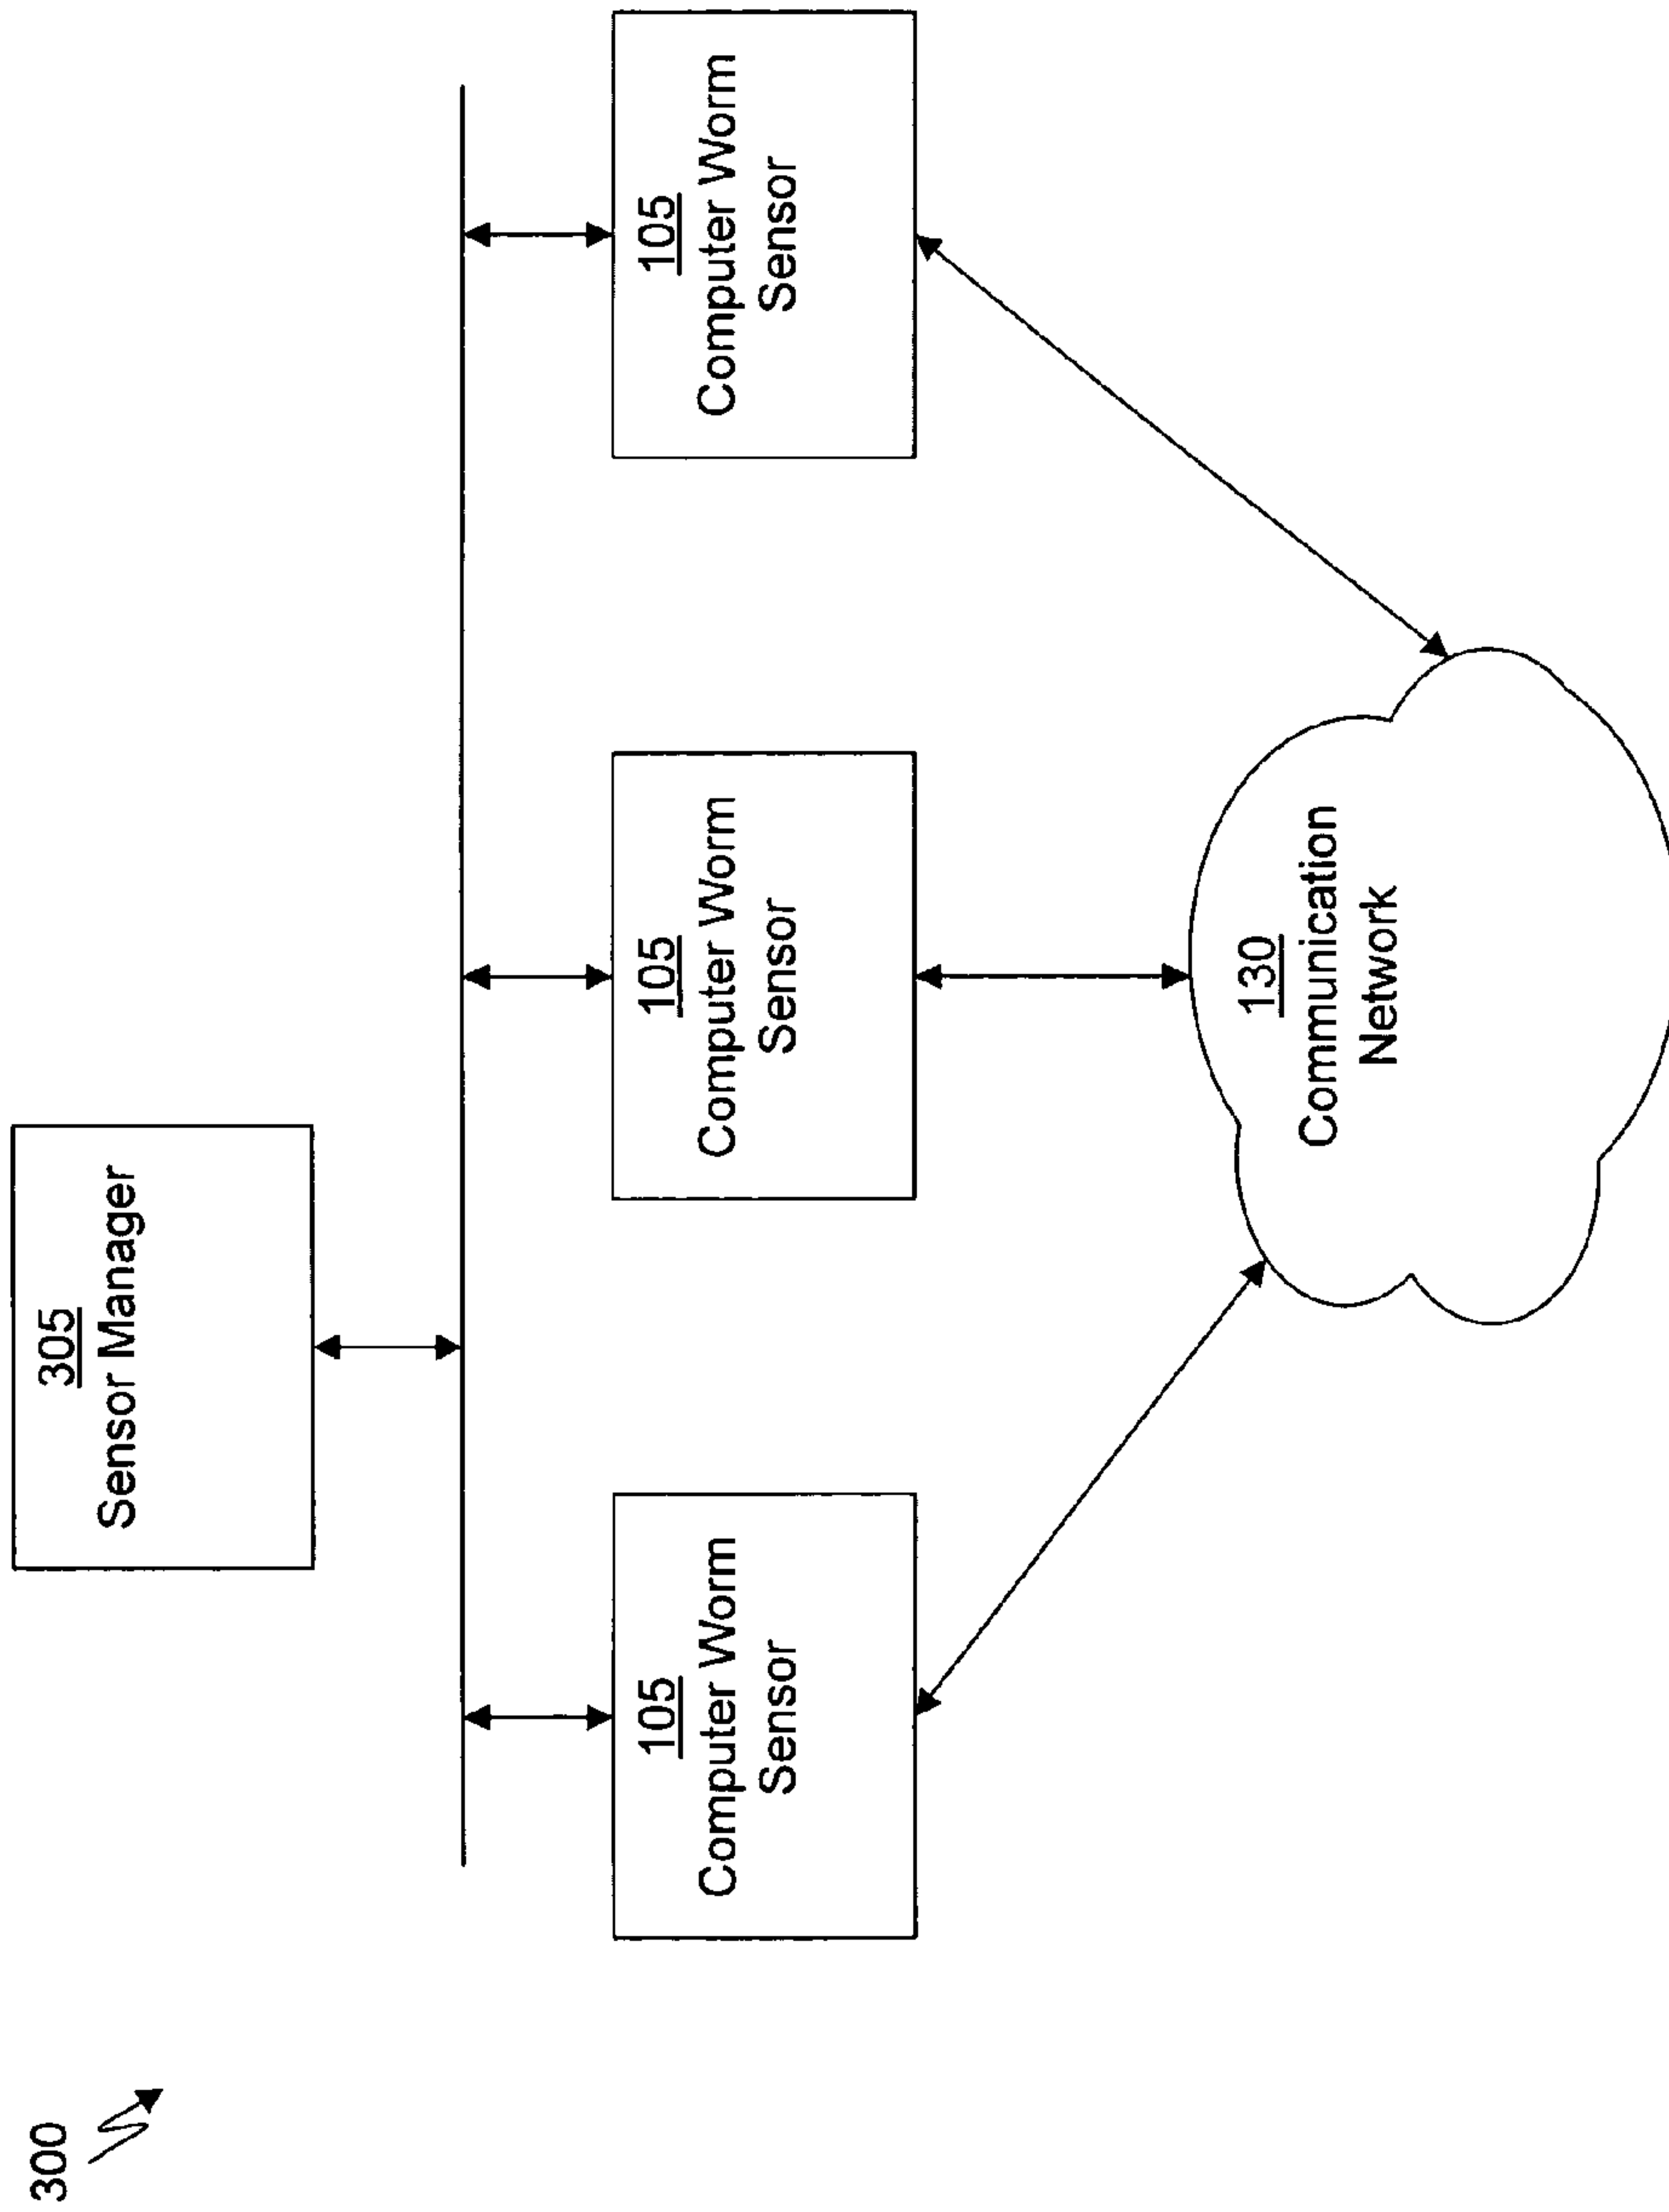 300
305
Sensor Manager
105
Computer Worm
Sensor
105
Computer Worm
Sensor
105
Computer Worm
Sensor
130
Communication
Network